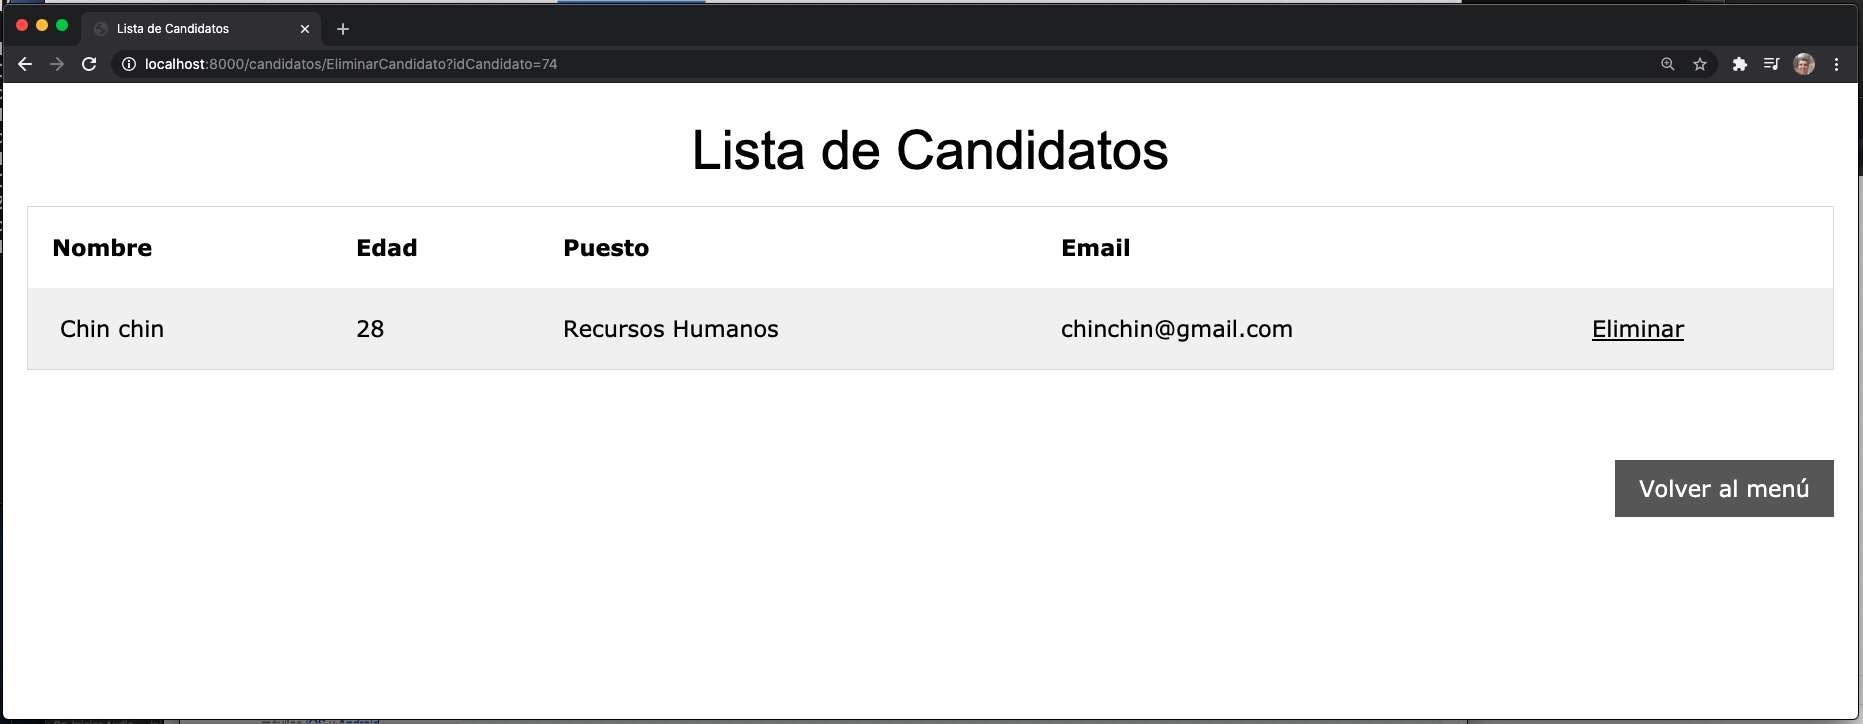 Lista de Candidatos
localhost:8000/candidatos/EliminarCandidato?idCandidato=74
Lista de Candidatos
Nombre Edad Puesto Email
Chin chin 28 Recursos Humanos chinchin@gmail.com Eliminar
Volver al menú